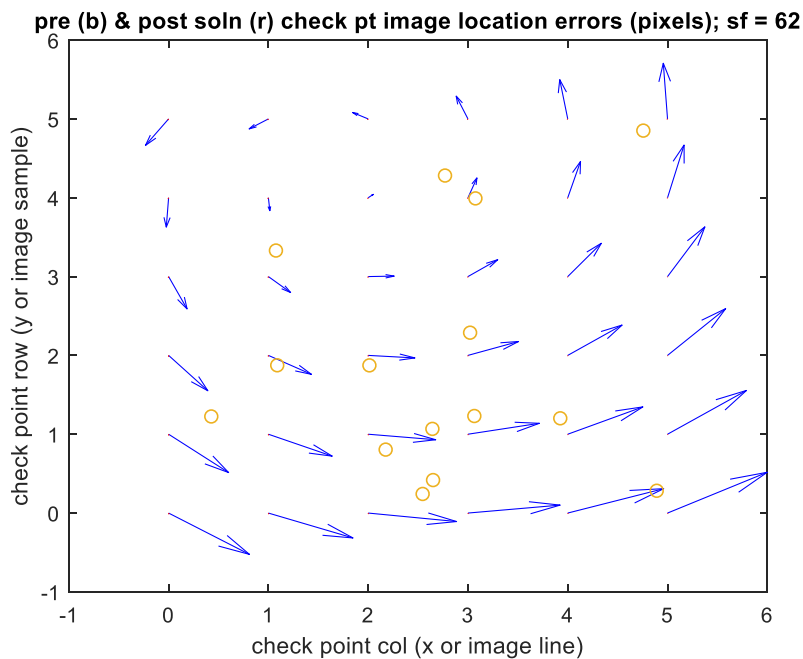 pre (b) & post soln (r) check pt image location errors (pixels); sf = 62
6
5
4
3
2
1
0
-1
check point row (y or image sample)
-1 0 1 2 3 4 5 6
check point col (x or image line)